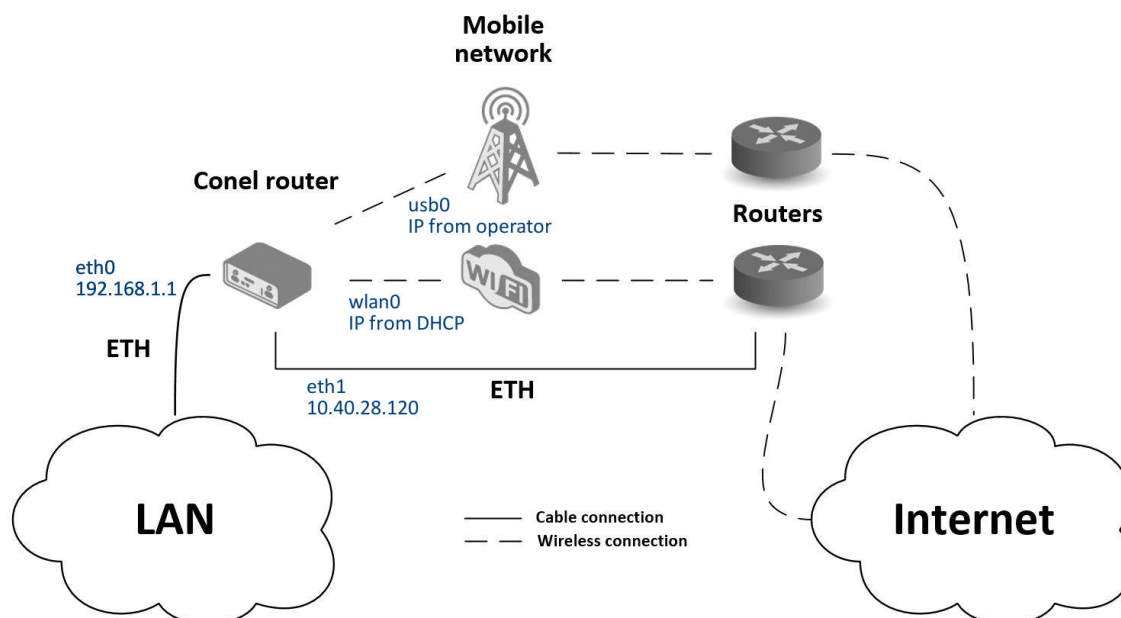 Mobile
network
Conel router
usb0
IP from operator
Routers
eth0
192.168.1.1
WIFI
wlan0
IP from DHCP
ETH
eth1
10.40.28.120
ETH
LAN
Internet
Cable connection
Wireless connection